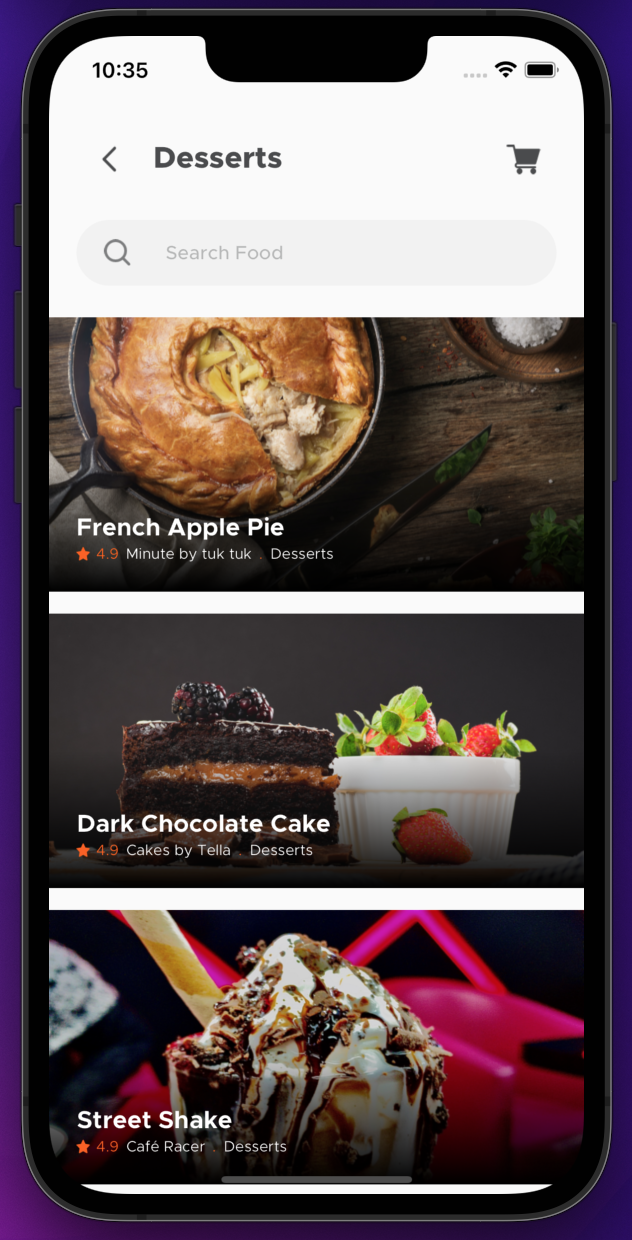 10:35
Desserts
Search Food
French Apple Pie
4.9 Minute by tuk tuk . Desserts
Dark Chocolate Cake
4.9 Cakes by Tella . Desserts
Street Shake
4.9 Café Racer . Desserts